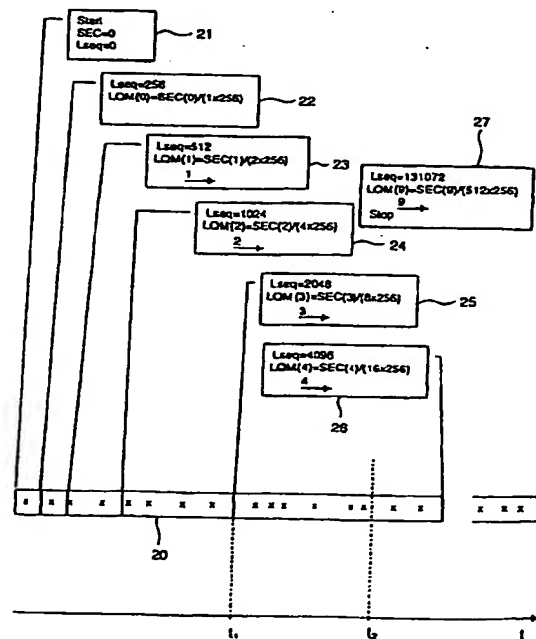 Start
SEC=0
Lseq=0
21
Lseq=256
LOM(0)=SEC(0)/(1x256)
22
Lseq=512
LOM(1)=SEC(1)/(2x256)
1
23
27
Lseq=131072
LOM(9)=SEC(9)/(512x256)
9
Stop
Lseq=1024
LOM(2)=SEC(2)/(4x256)
2
24
Lseq=2048
LOM(3)=SEC(3)/(8x256)
3
25
Lseq=4096
LOM(4)=SEC(4)/(16x256)
4
26
x x x x x x x x x x x x x x x x x x x
20
t₁ t₂ t